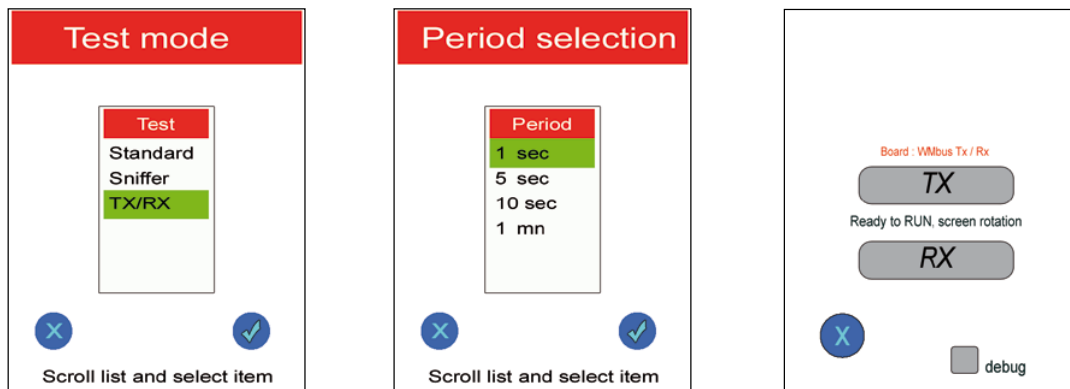 Test mode
Test
Standard
Sniffer
TX/RX
X
Scroll list and select item
Period selection
Period
1 sec
5 sec
10 sec
1 mn
X
Scroll list and select item
Board : WMbus Tx / Rx
TX
Ready to RUN, screen rotation
RX
X
debug